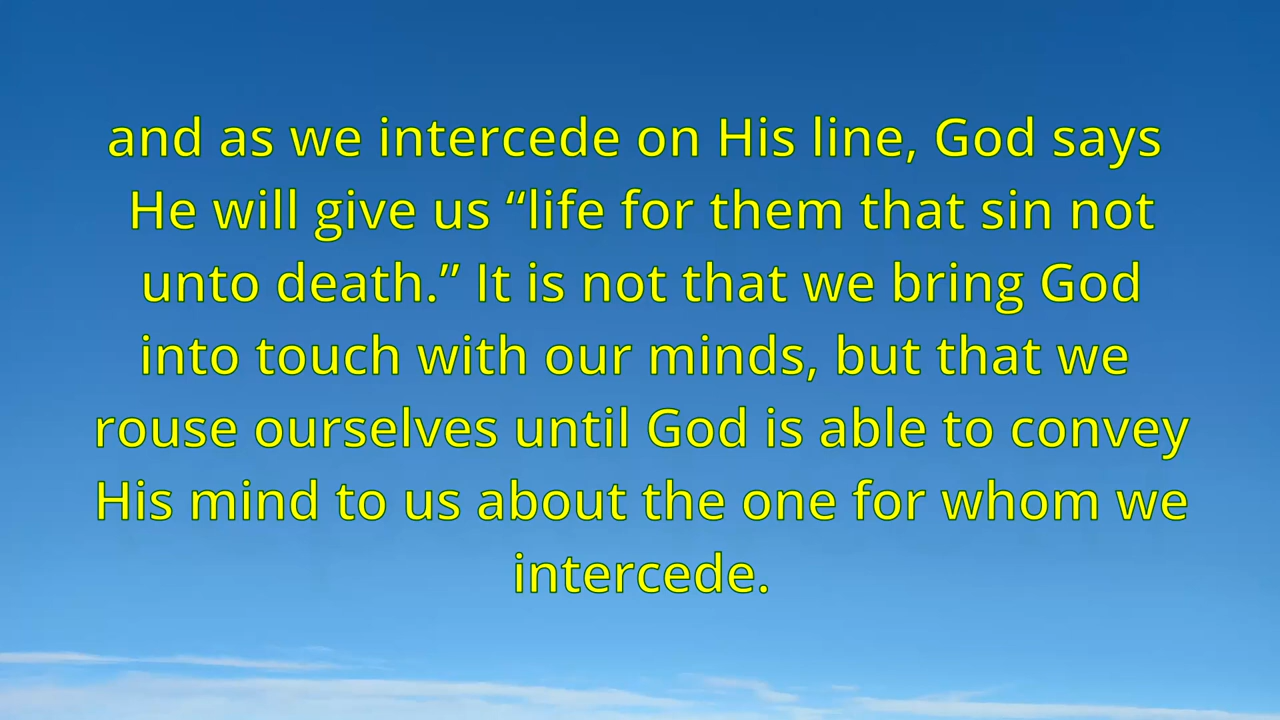 and as we intercede on His line, God says
He will give us “life for them that sin not
unto death.” It is not that we bring God
into touch with our minds, but that we
rouse ourselves until God is able to convey
His mind to us about the one for whom we
intercede.